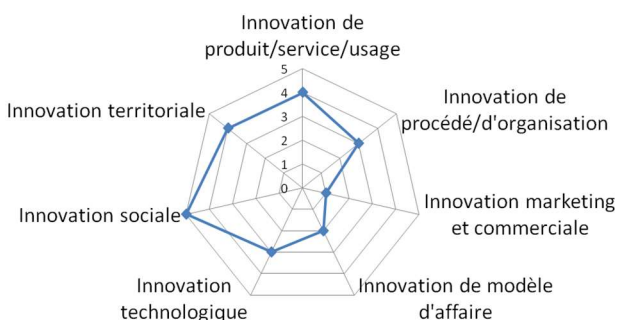 Innovation de
produit/service/usage
5
4
3
2
1
0
Innovation de
procédé/d'organisation
Innovation marketing
et commerciale
Innovation de modèle
d'affaire
Innovation
technologique
Innovation sociale
Innovation territoriale